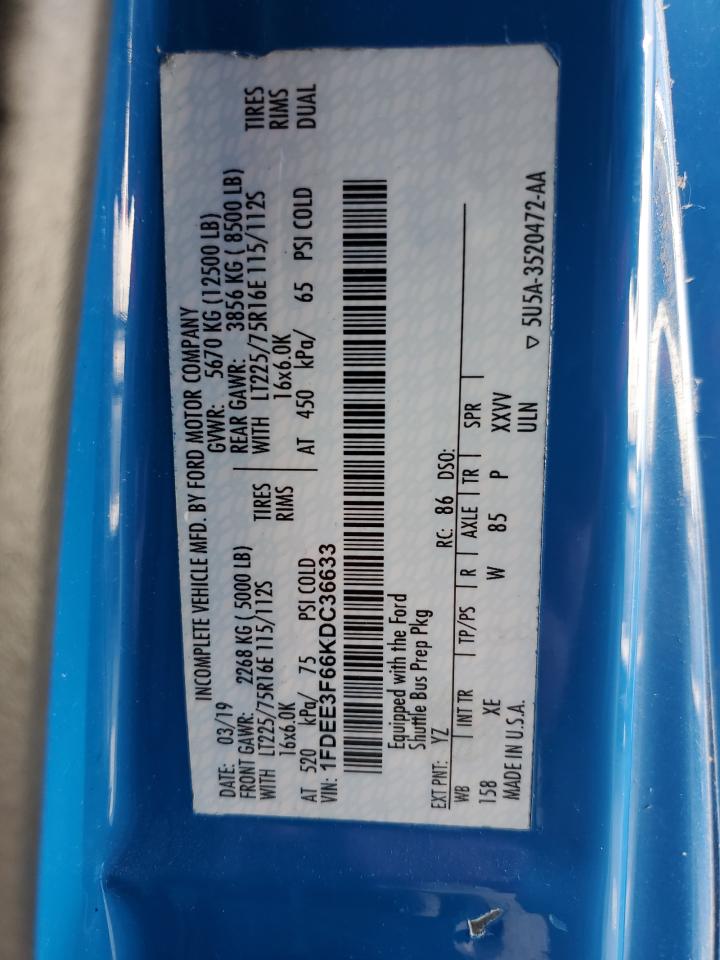 INCOMPLETE VEHICLE MFD. BY FORD MOTOR COMPANY
DATE: 03/19 GVWR: 5670 KG (12500 LB)
FRONT GAWR: 2268 KG ( 5000 LB) REAR GAWR: 3856 KG ( 8500 LB)
WITH LT225/75R16E 115/112S TIRES WITH LT225/75R16E 115/112S TIRES
16x6.0K RIMS 16x6.0K RIMS
AT 520 kPa/ 75 PSI COLD AT 450 kPa/ 65 PSI COLD DUAL
VIN: 1FDEE3F66KDC36633
Equipped with the Ford
Shuttle Bus Prep Pkg
EXT PNT: YZ RC: 86 DSO:
WB INT TR TP/PS R AXLE TR SPR
158 XE W 85 P XXVV
MADE IN U.S.A. ULN
▽ 5U5A-3520472-AA